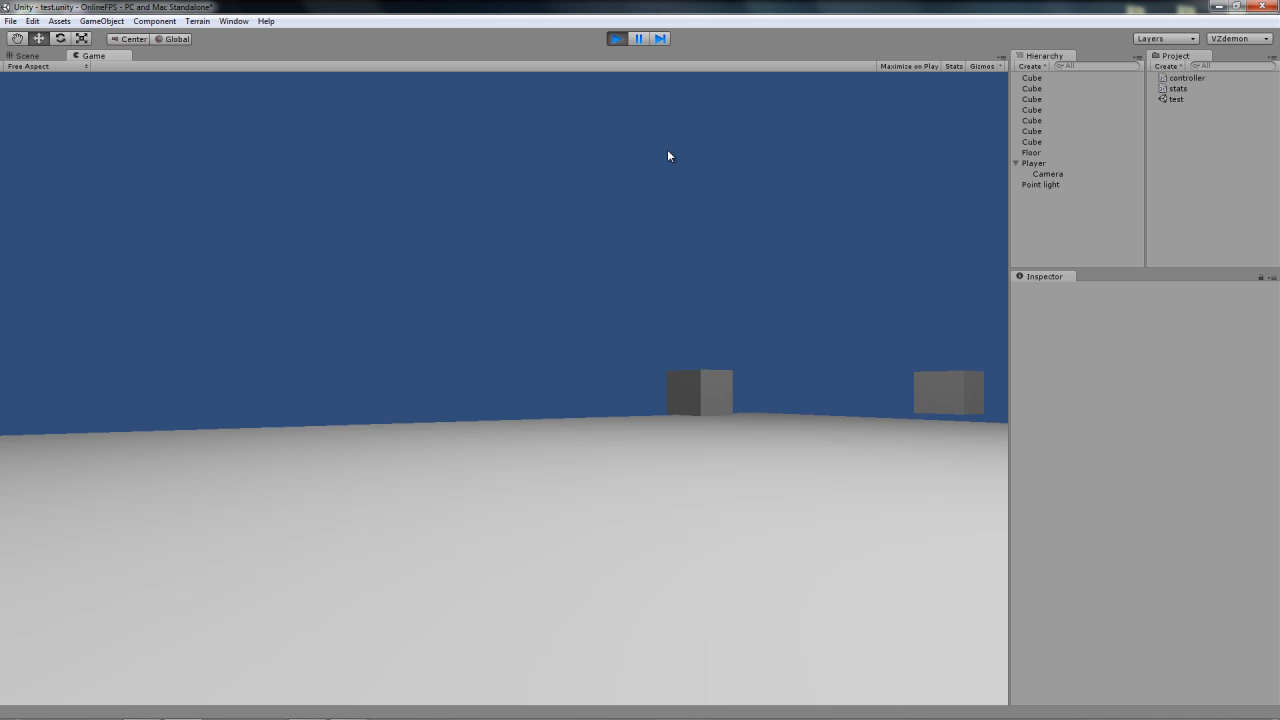 Unity - test.unity - OnlineFPS - PC and Mac Standalone*
File Edit Assets GameObject Component Terrain Window Help
Center Global Layers VZdemon
Scene Game Hierarchy Project
Free Aspect Maximize on Play Stats Gizmos Create All Create All
Cube controller
Cube stats
Cube test
Cube
Cube
Cube
Cube
Floor
Player
Camera
Point light
Inspector